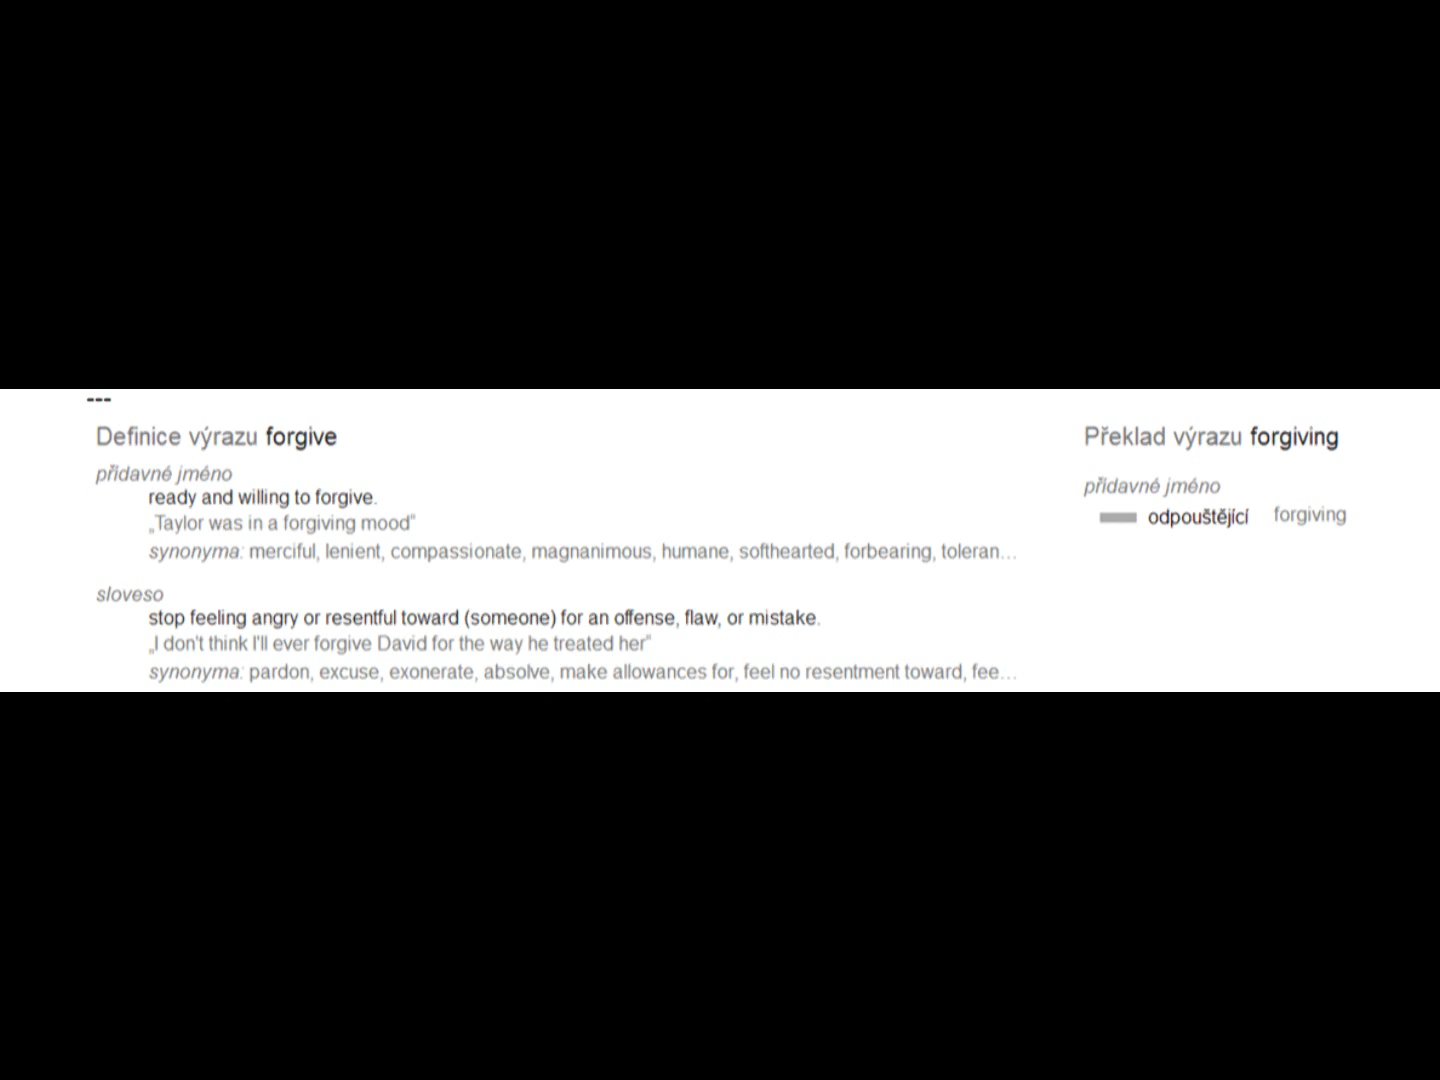 ---
Definice výrazu forgive
přídavné jméno
ready and willing to forgive.
„Taylor was in a forgiving mood“
synonyma: merciful, lenient, compassionate, magnanimous, humane, softhearted, forbearing, toleran...
sloveso
stop feeling angry or resentful toward (someone) for an offense, flaw, or mistake.
„I don't think I'll ever forgive David for the way he treated her“
synonyma: pardon, excuse, exonerate, absolve, make allowances for, feel no resentment toward, fee...
Překlad výrazu forgiving
přídavné jméno
odpouštějící forgiving